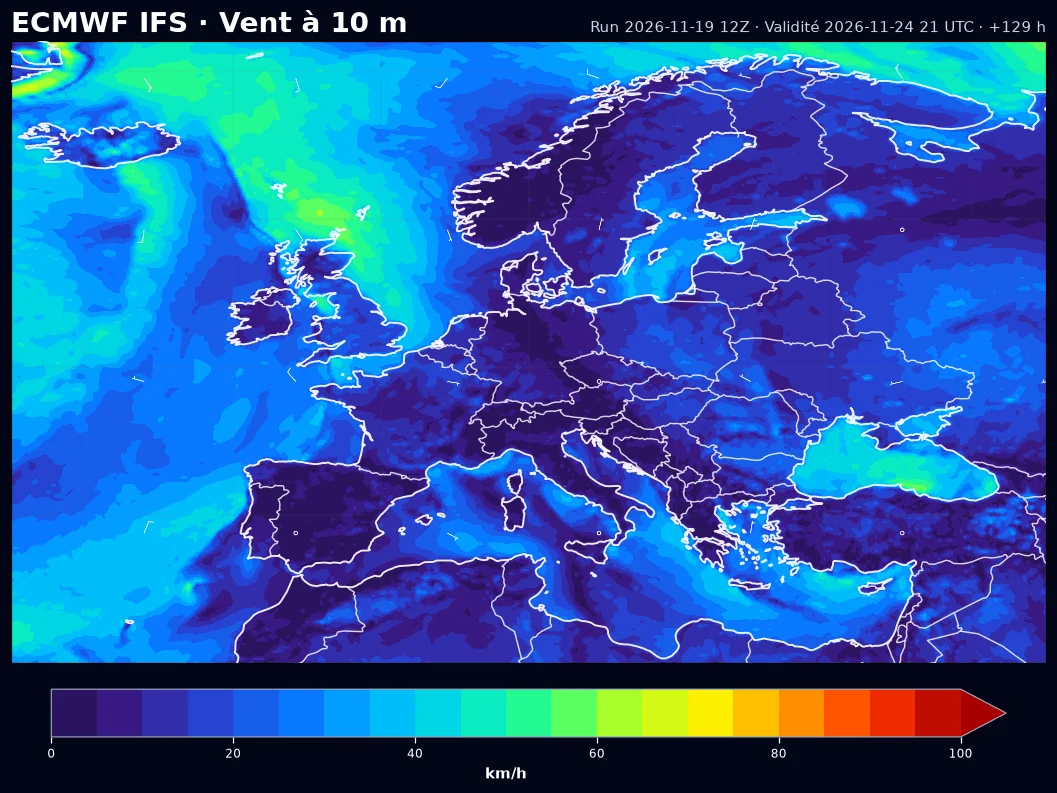 ECMWF IFS · Vent à 10 m
Run 2026-11-19 12Z · Validité 2026-11-24 21 UTC · +129 h
0 20 40 60 80 100
km/h